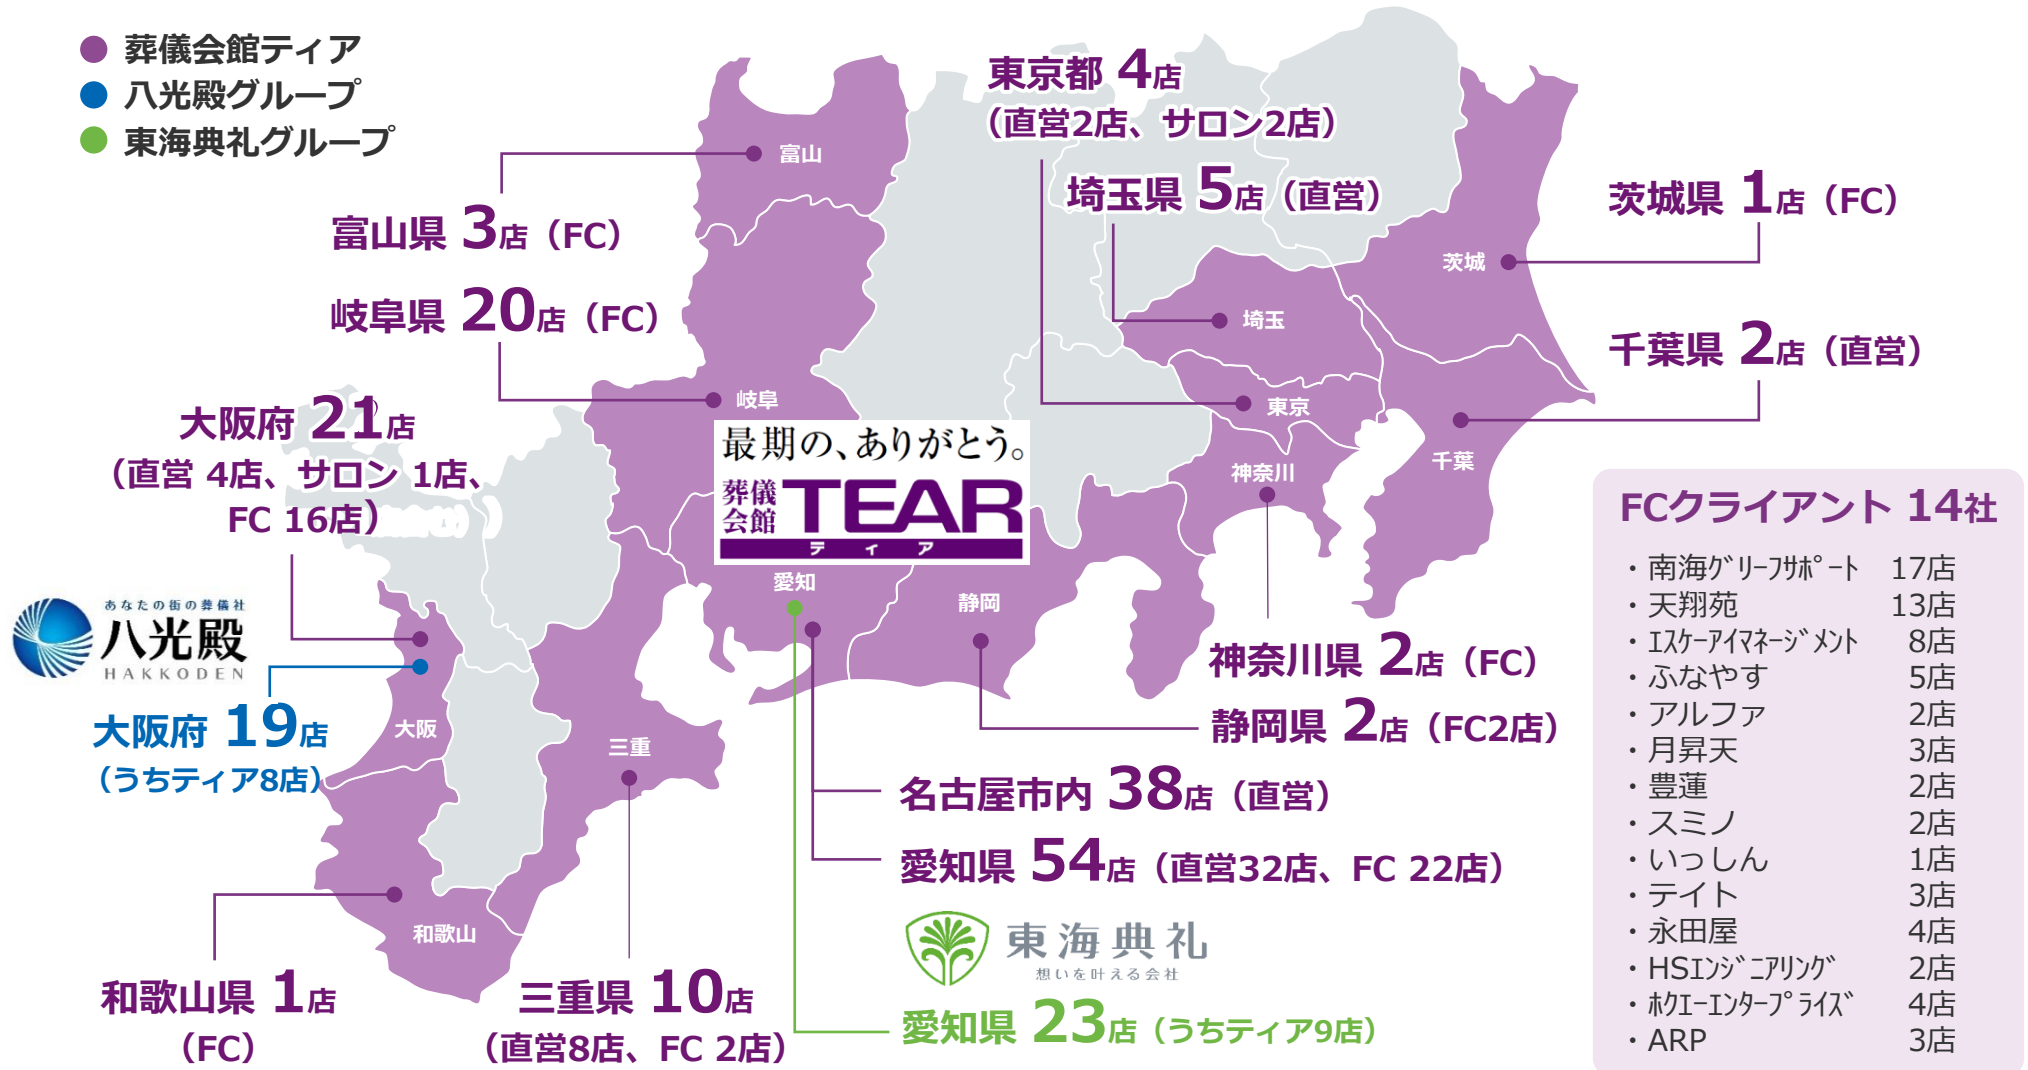 葬儀会館ティア
八光殿グループ
東海典礼グループ
東京都 4店
（直営2店、サロン2店）
埼玉県 5店（直営）
茨城県 1店（FC）
千葉県 2店（直営）
富山県 3店（FC）
岐阜県 20店（FC）
大阪府 21店
（直営 4店、サロン 1店、
FC 16店）
富山
岐阜
茨城
埼玉
東京
千葉
神奈川
愛知
静岡
大阪
三重
和歌山
最期の、ありがとう。
葬儀会館 TEAR
ティア
あなたの街の葬儀社
八光殿
HAKKODEN
大阪府 19店
（うちティア8店）
神奈川県 2店（FC）
静岡県 2店（FC2店）
名古屋市内 38店（直営）
愛知県 54店（直営32店、FC 22店）
東海典礼
想いを叶える会社
愛知県 23店（うちティア9店）
和歌山県 1店
（FC）
三重県 10店
（直営8店、FC 2店）
FCクライアント 14社
・南海ｸﾞﾘｰﾌｻﾎﾟｰﾄ 17店
・天翔苑 13店
・ｴｽｹｰｱｲﾏﾈｰｼﾞﾒﾝﾄ 8店
・ふなやす 5店
・アルファ 2店
・月昇天 3店
・豊蓮 2店
・スミノ 2店
・いっしん 1店
・テイト 3店
・永田屋 4店
・HSｴﾝｼﾞﾆｱﾘﾝｸﾞ 2店
・ﾎｸｴｰｴﾝﾀｰﾌﾟﾗｲｽﾞ 4店
・ARP 3店